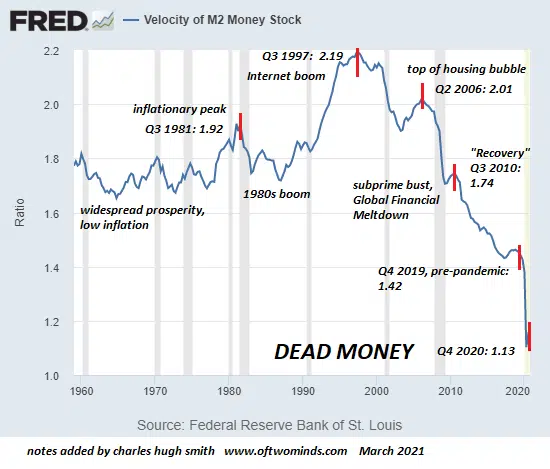 FRED — Velocity of M2 Money Stock
2.2
2.0
1.8
1.6
1.4
1.2
1.0
Ratio
Q3 1997: 2.19
Internet boom
top of housing bubble
Q2 2006: 2.01
inflationary peak
Q3 1981: 1.92
"Recovery"
Q3 2010:
1.74
widespread prosperity,
low inflation
1980s boom
subprime bust,
Global Financial
Meltdown
Q4 2019, pre-pandemic:
1.42
DEAD MONEY
Q4 2020: 1.13
1960 1970 1980 1990 2000 2010 2020
Source: Federal Reserve Bank of St. Louis
notes added by charles hugh smith www.oftwominds.com March 2021